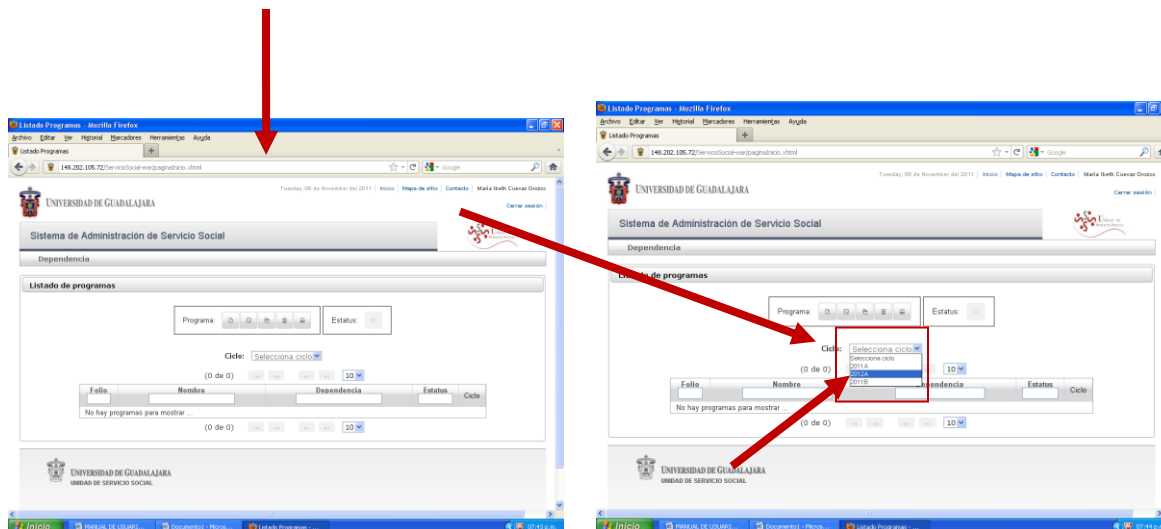 Listado Programas - Mozilla Firefox
Archivo Editar Ver Historial Marcadores Herramientas Ayuda
Listado Programas
148.202.105.72/ServicioSocial-war/paginaInicio.xhtml
Google
Tuesday, 08 de November del 2011 | Inicio | Mapa de sitio | Contacto | María Ibeth Cuevas Orozco
Cerrar sesión |
UNIVERSIDAD DE GUADALAJARA
Sistema de Administración de Servicio Social
Dependencia
Listado de programas
Programa:
Estatus:
Ciclo: Selecciona ciclo
(0 de 0) 10
Folio Nombre Dependencia Estatus Ciclo
No hay programas para mostrar ...
(0 de 0) 10
UNIVERSIDAD DE GUADALAJARA
UNIDAD DE SERVICIO SOCIAL
Inicio MANUAL DE USUARI... Documento1 - Micros... Listado Programas - ... 07:43 p.m.
Listado Programas - Mozilla Firefox
Archivo Editar Ver Historial Marcadores Herramientas Ayuda
Listado Programas
148.202.105.72/ServicioSocial-war/paginaInicio.xhtml
Google
Tuesday, 08 de November del 2011 | Inicio | Mapa de sitio | Contacto | María Ibeth Cuevas Orozco
Cerrar sesión |
UNIVERSIDAD DE GUADALAJARA
Sistema de Administración de Servicio Social
Dependencia
de programas
Programa:
Estatus:
Ciclo: Selecciona ciclo
Selecciona ciclo
2011A
2012A
2011B
(0 de 0) 10
Folio Nombre Dependencia Estatus Ciclo
No hay programas para mostrar ...
(0 de 0) 10
UNIVERSIDAD DE GUADALAJARA
UNIDAD DE SERVICIO SOCIAL
Inicio MANUAL DE USUARI... Documento1 - Micros... Listado Programas - ... 07:44 p.